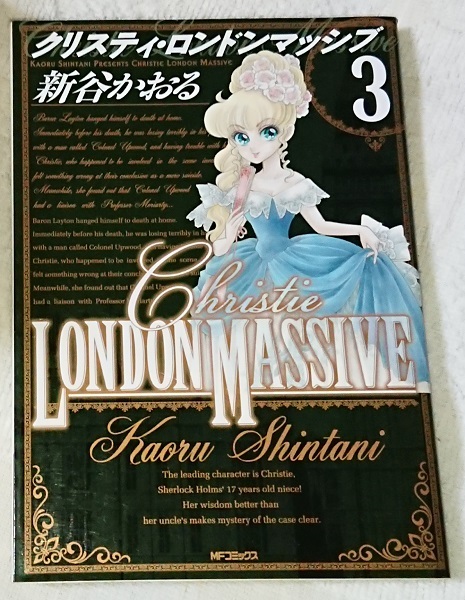 クリスティ・ロンドンマッシブ
KAORU SHINTANI PRESENTS CHRISTIE LONDON MASSIVE
新谷かおる
3
Baron Layton hanged himself to death at home.
Immediately before his death, he was losing terribly in his
with a man called Colonel Upwood, and having trouble with
Christie, who happened to be involved in the same
felt something wrong at their conclusion as a mere suicide.
Meanwhile, she found out that Colonel Upwood
had a liaison with Professor Moriarty...
Baron Layton hanged himself to death at home.
Immediately before his death, he was losing terribly in
with a man called Colonel Upwood,
Christie, who happened to be involved scene
felt something wrong at their
Meanwhile, she found out that
had a liaison with Professor
Christie
LONDON MASSIVE
Kaoru Shintani
The leading character is Christie,
Sherlock Holms' 17 years old niece!
Her wisdom better than
her uncle's makes mystery of the case clear.
MFコミックス